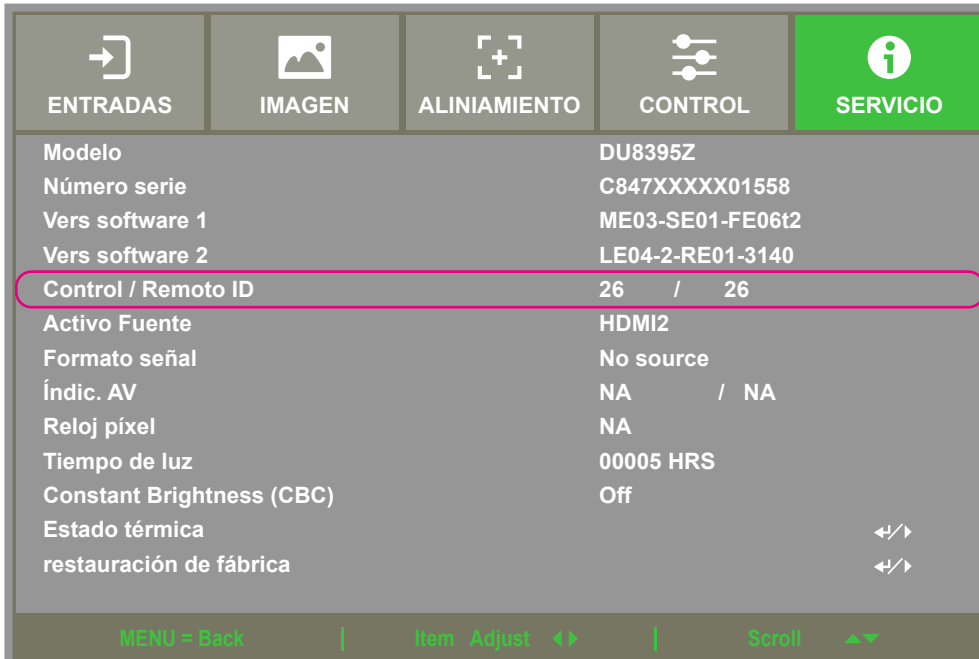 ENTRADAS IMAGEN ALINIAMIENTO CONTROL SERVICIO
Modelo DU8395Z
Número serie C847XXXXX01558
Vers software 1 ME03-SE01-FE06t2
Vers software 2 LE04-2-RE01-3140
Control / Remoto ID 26 / 26
Activo Fuente HDMI2
Formato señal No source
Índic. AV NA / NA
Reloj píxel NA
Tiempo de luz 00005 HRS
Constant Brightness (CBC) Off
Estado térmica
restauración de fábrica
MENU = Back | Item Adjust | Scroll